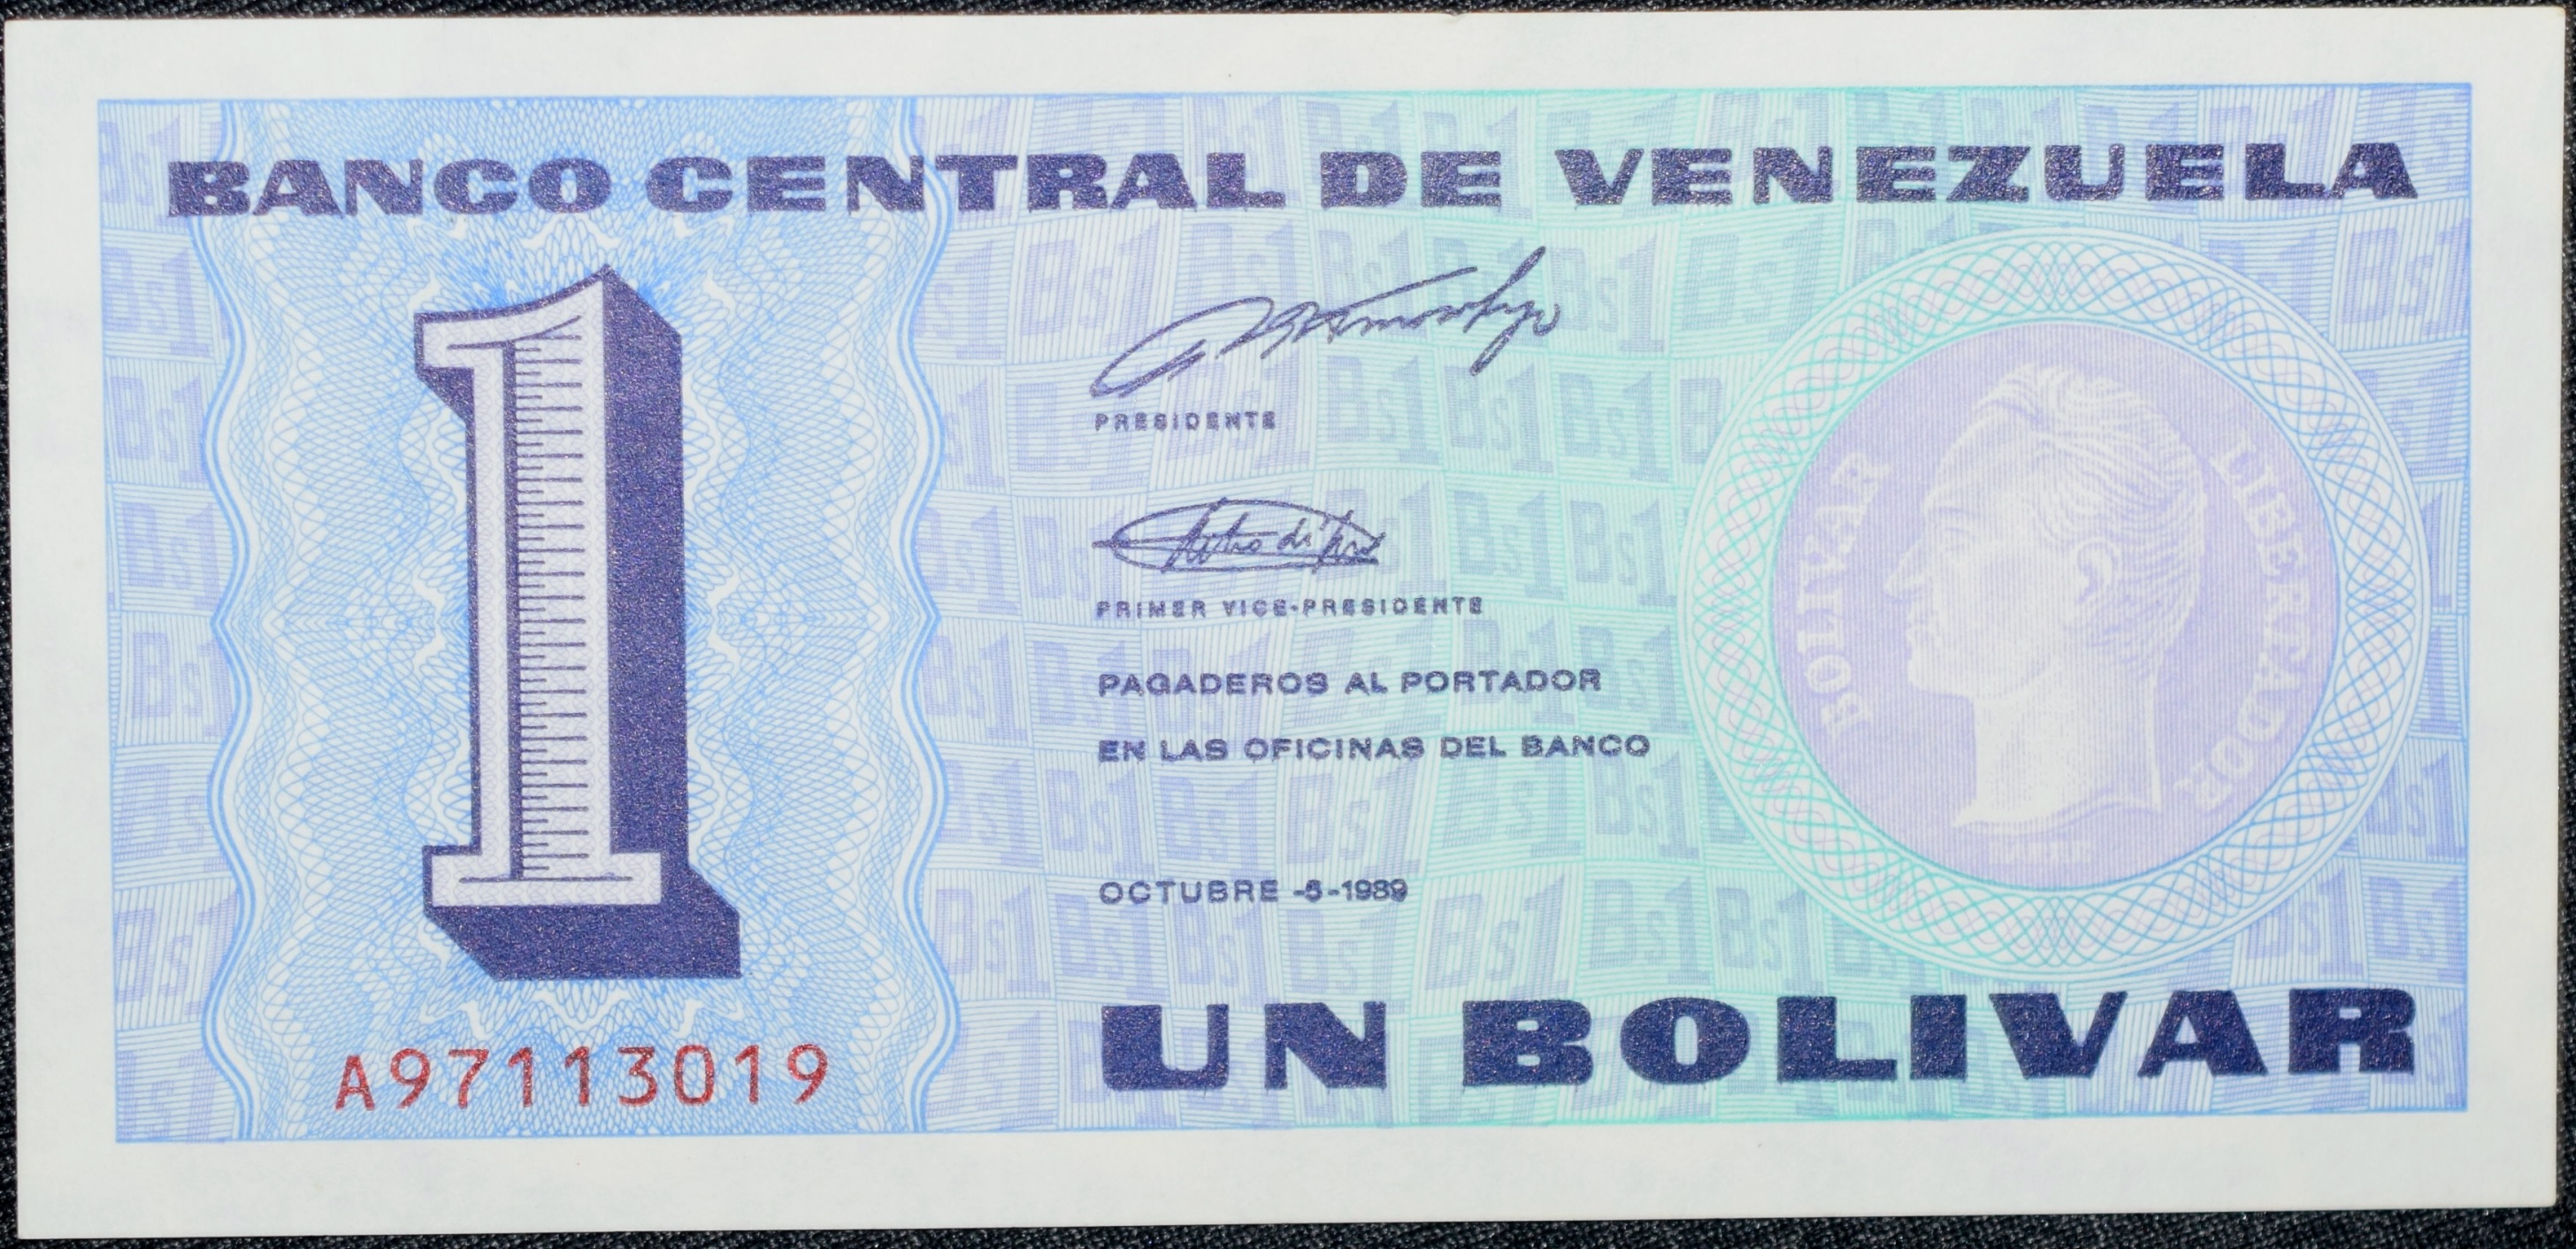 BANCO CENTRAL DE VENEZUELA
1
PRESIDENTE
PRIMER VICE-PRESIDENTE
PAGADEROS AL PORTADOR
EN LAS OFICINAS DEL BANCO
OCTUBRE -5-1989
BOLIVAR LIBERTADOR
UN BOLIVAR
A97113019